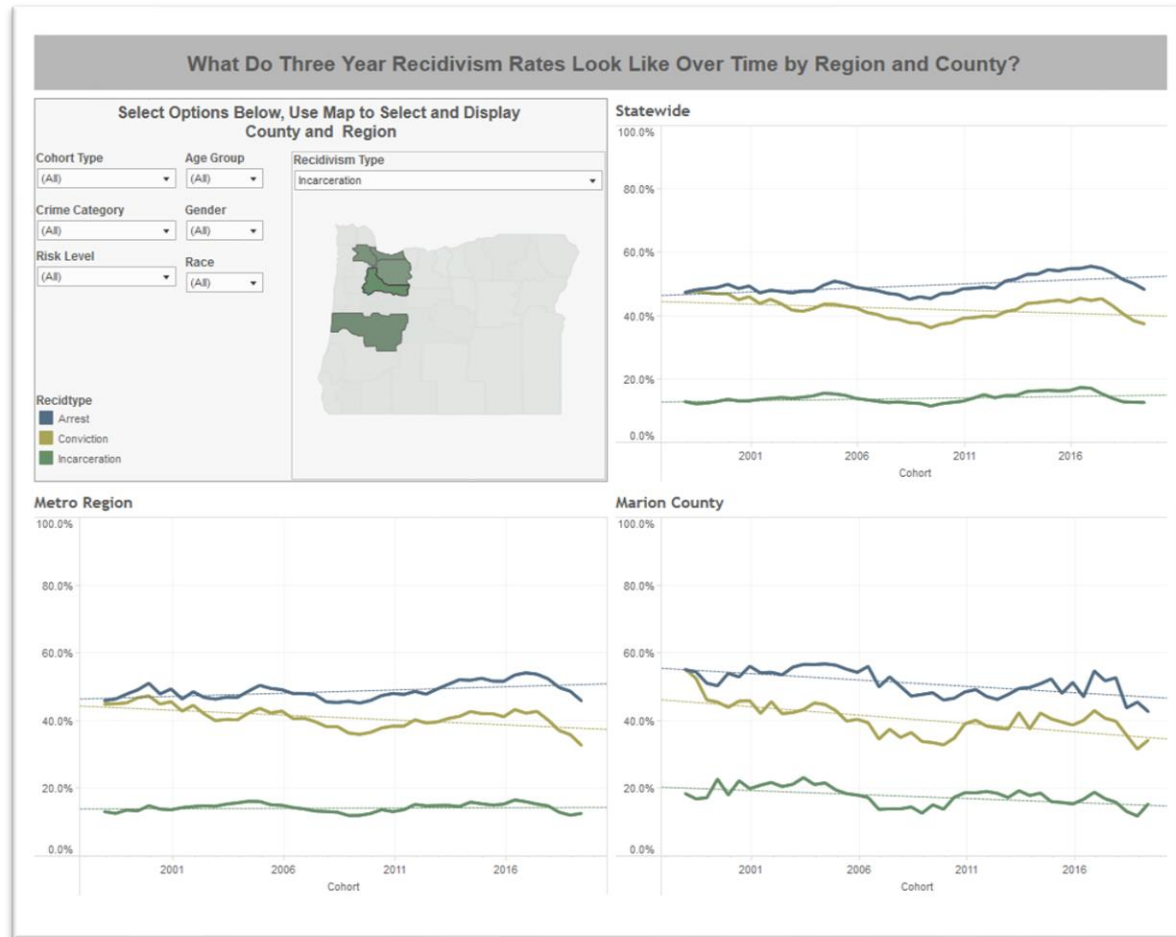 What Do Three Year Recidivism Rates Look Like Over Time by Region and County?
Select Options Below, Use Map to Select and Display
County and Region
Cohort Type
(All)
Age Group
(All)
Crime Category
(All)
Gender
(All)
Risk Level
(All)
Race
(All)
Recidivism Type
Incarceration
Recidtype
Arrest
Conviction
Incarceration
Statewide
100.0%
80.0%
60.0%
40.0%
20.0%
0.0%
2001 2006 2011 2016
Cohort
Metro Region
100.0%
80.0%
60.0%
40.0%
20.0%
0.0%
2001 2006 2011 2016
Cohort
Marion County
100.0%
80.0%
60.0%
40.0%
20.0%
0.0%
2001 2006 2011 2016
Cohort